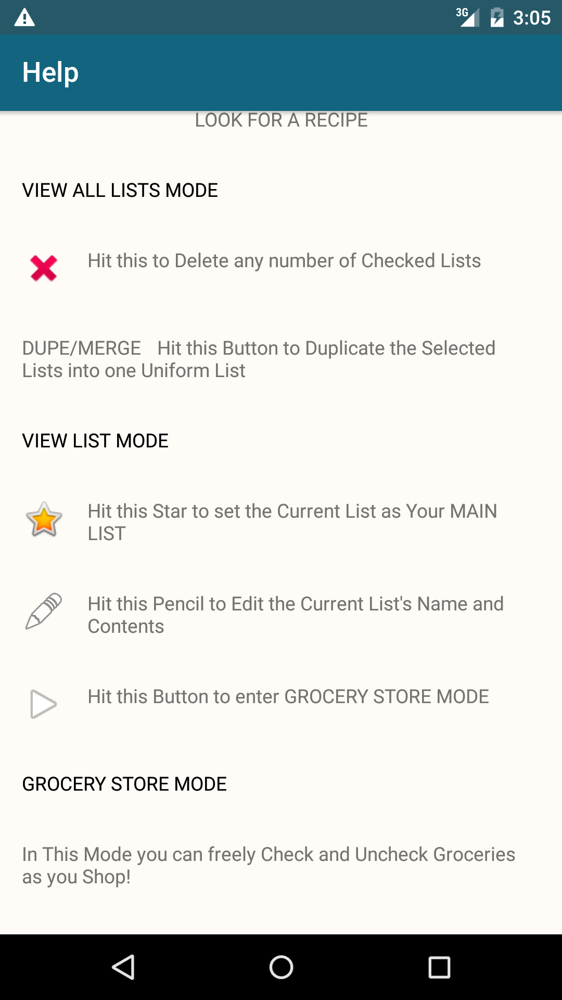 3G 3:05
Help
LOOK FOR A RECIPE
VIEW ALL LISTS MODE
Hit this to Delete any number of Checked Lists
DUPE/MERGE Hit this Button to Duplicate the Selected
Lists into one Uniform List
VIEW LIST MODE
Hit this Star to set the Current List as Your MAIN
LIST
Hit this Pencil to Edit the Current List's Name and
Contents
Hit this Button to enter GROCERY STORE MODE
GROCERY STORE MODE
In This Mode you can freely Check and Uncheck Groceries
as you Shop!